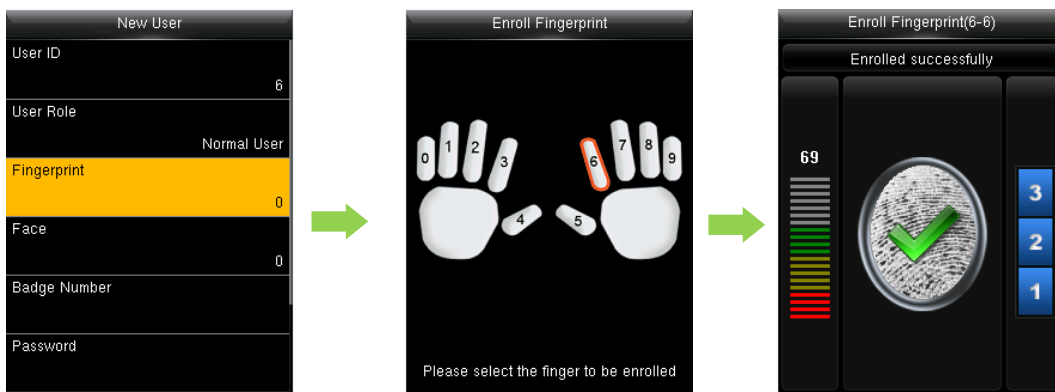 New User
User ID
6
User Role
Normal User
Fingerprint
0
Face
0
Badge Number
Password
Enroll Fingerprint
0 1 2 3 6 7 8 9
4 5
Please select the finger to be enrolled
Enroll Fingerprint(6-6)
Enrolled successfully
69
3
2
1